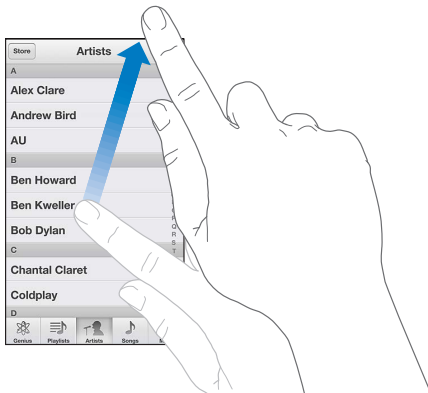 Store Artists
A
Alex Clare
Andrew Bird
AU
B
Ben Howard
Ben Kweller
Bob Dylan
Q
R
S
T
C
Chantal Claret
Coldplay
D
Genius Playlists Artists Songs